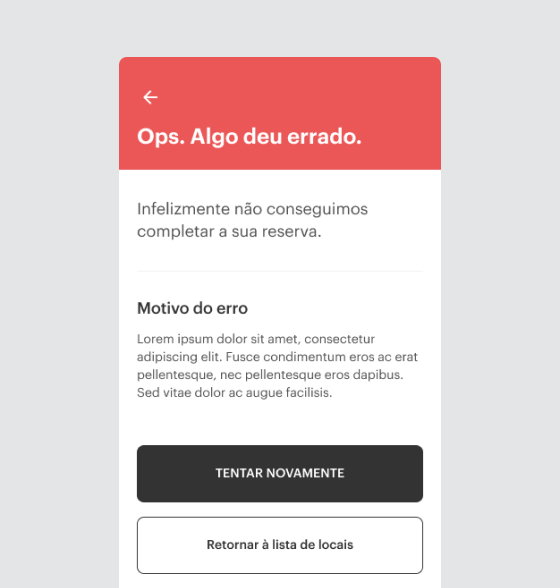 Ops. Algo deu errado.
Infelizmente não conseguimos
completar a sua reserva.
Motivo do erro
Lorem ipsum dolor sit amet, consectetur
adipiscing elit. Fusce condimentum eros ac erat
pellentesque, nec pellentesque eros dapibus.
Sed vitae dolor ac augue facilisis.
TENTAR NOVAMENTE
Retornar à lista de locais